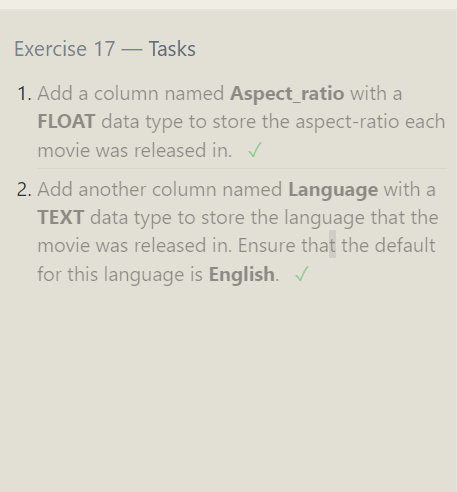 Exercise 17 — Tasks
1. Add a column named Aspect_ratio with a
FLOAT data type to store the aspect-ratio each
movie was released in. ✓
2. Add another column named Language with a
TEXT data type to store the language that the
movie was released in. Ensure that the default
for this language is English. ✓